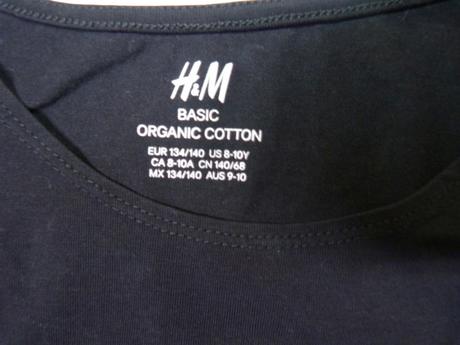 H&M
BASIC
ORGANIC COTTON
EUR 134/140 US 8-10Y
CA 8-10A CN 140/68
MX 134/140 AUS 9-10